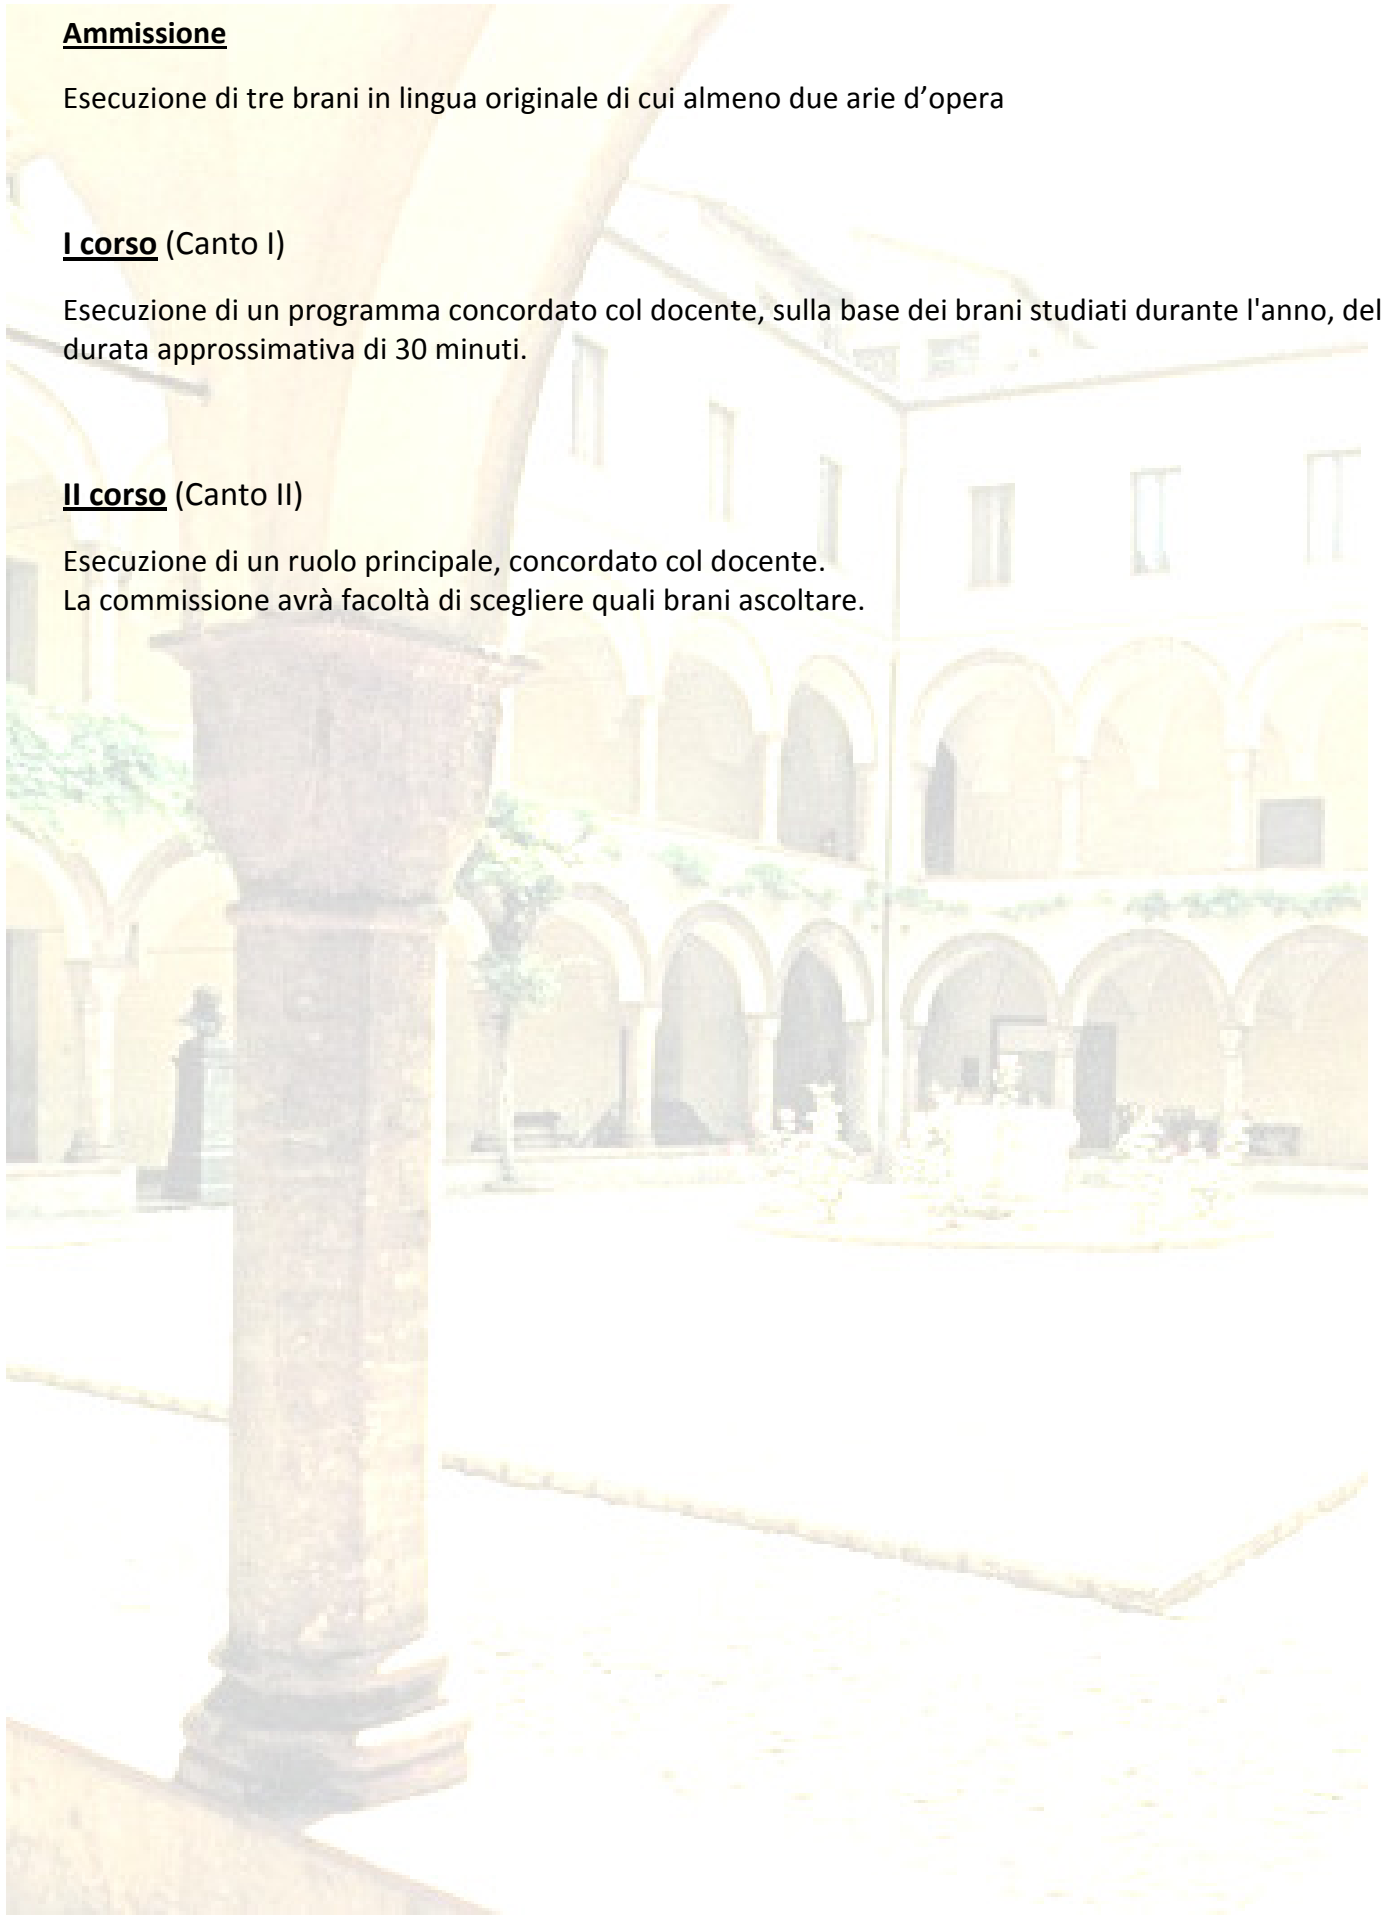 Ammissione
Esecuzione di tre brani in lingua originale di cui almeno due arie d’opera
I corso (Canto I)
Esecuzione di un programma concordato col docente, sulla base dei brani studiati durante l'anno, del
durata approssimativa di 30 minuti.
II corso (Canto II)
Esecuzione di un ruolo principale, concordato col docente.
La commissione avrà facoltà di scegliere quali brani ascoltare.